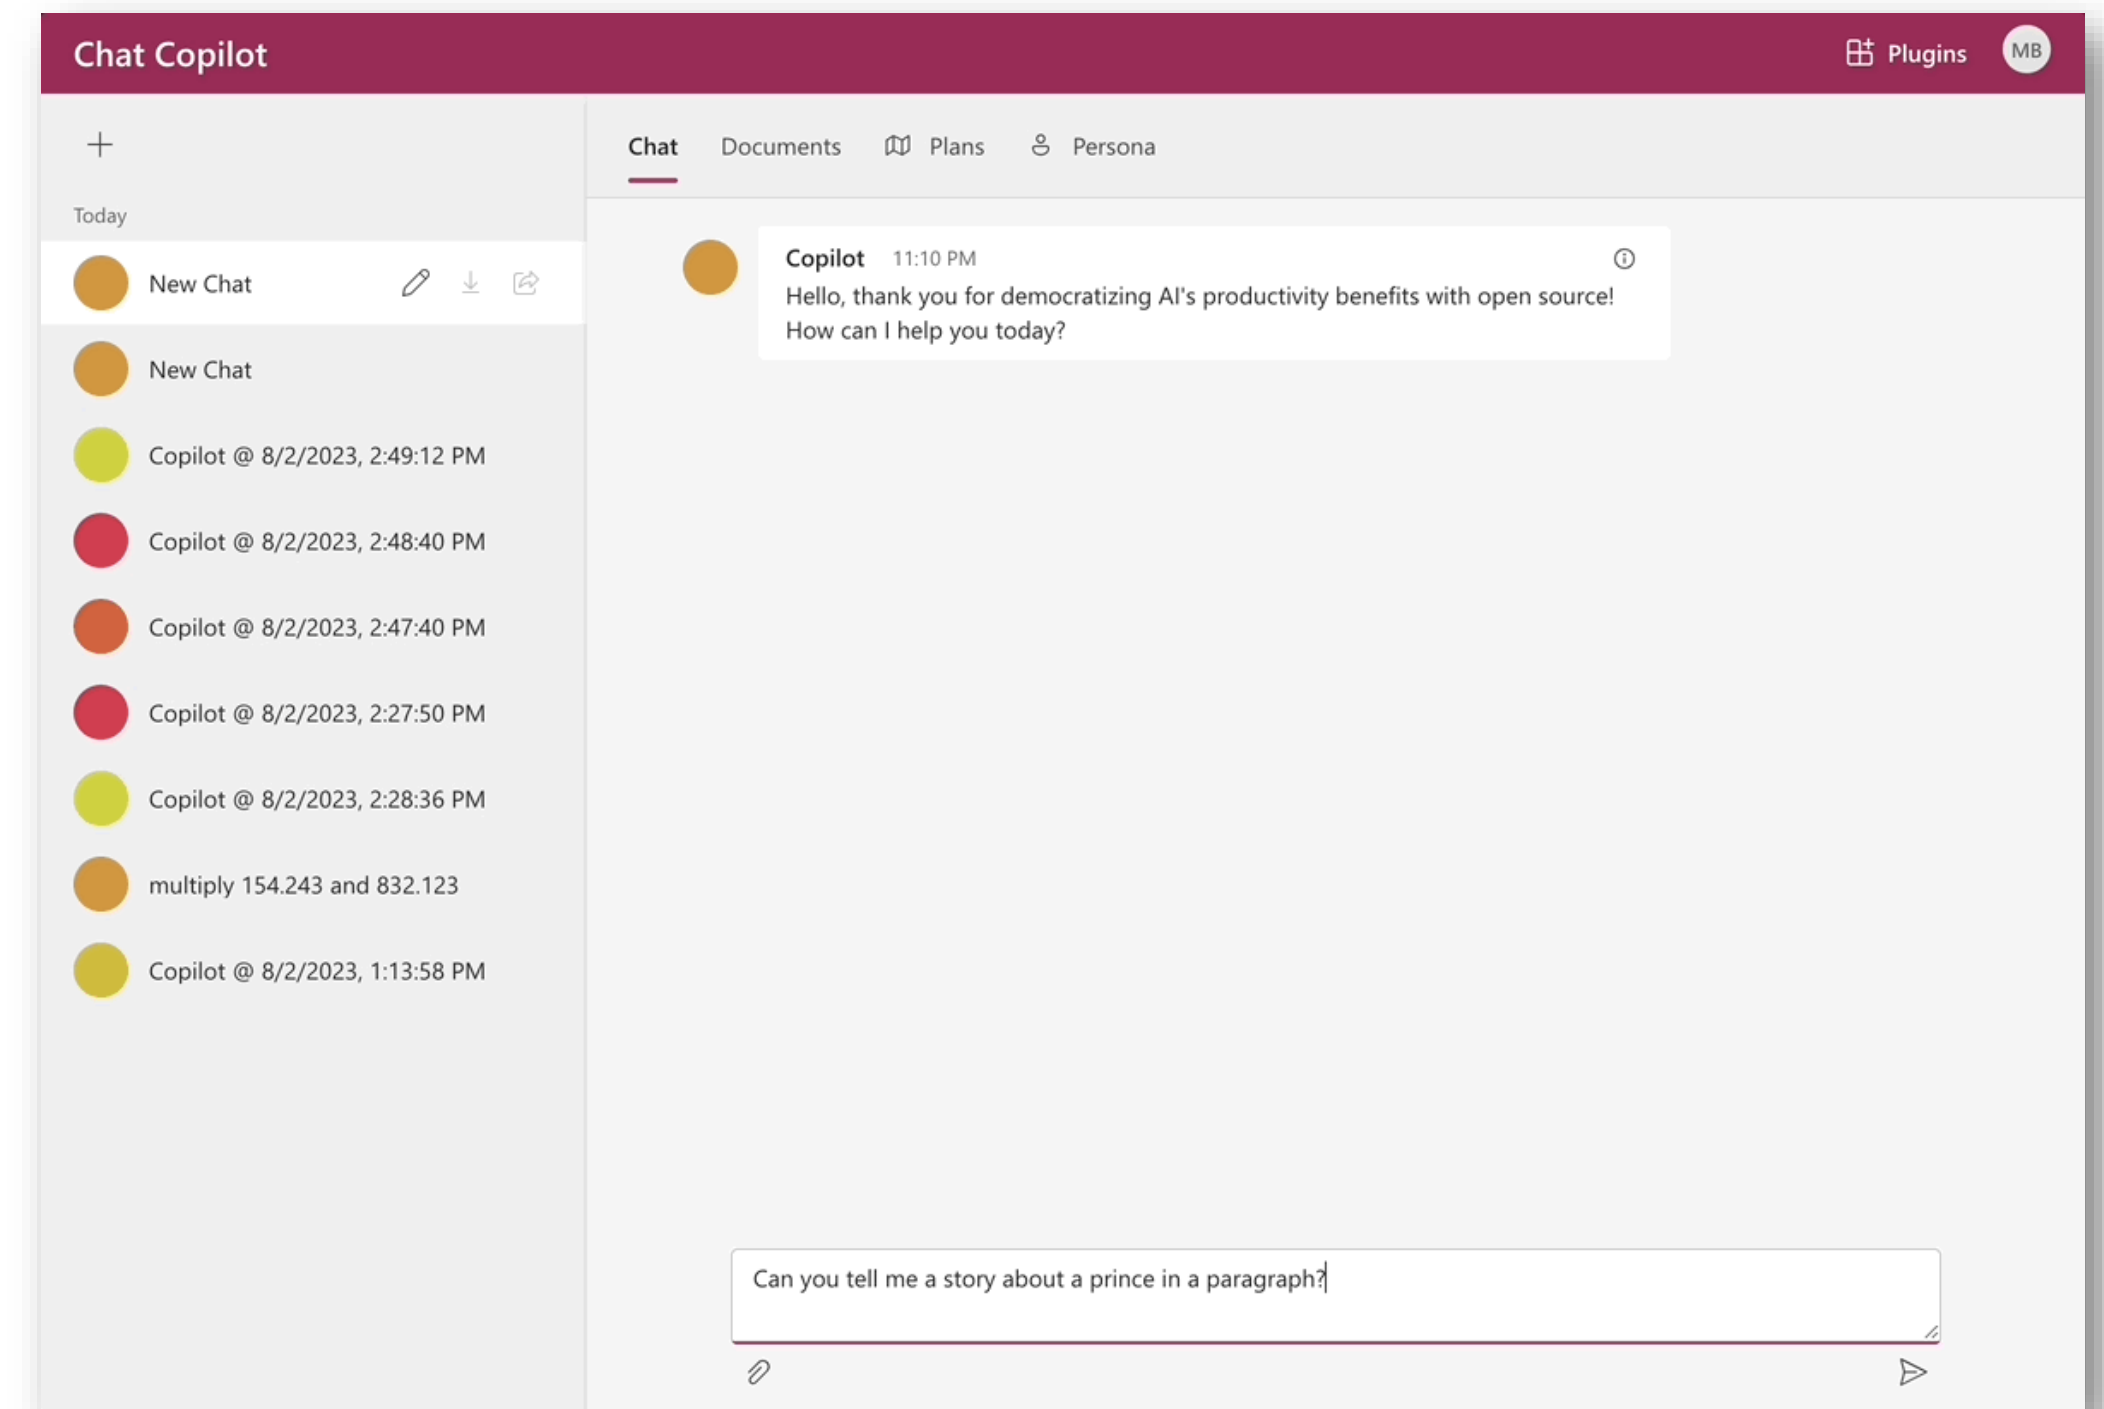 Chat Copilot
Plugins
MB
Today
New Chat
New Chat
Copilot @ 8/2/2023, 2:49:12 PM
Copilot @ 8/2/2023, 2:48:40 PM
Copilot @ 8/2/2023, 2:47:40 PM
Copilot @ 8/2/2023, 2:27:50 PM
Copilot @ 8/2/2023, 2:28:36 PM
multiply 154.243 and 832.123
Copilot @ 8/2/2023, 1:13:58 PM
Chat Documents Plans Persona
Copilot 11:10 PM
Hello, thank you for democratizing AI's productivity benefits with open source!
How can I help you today?
Can you tell me a story about a prince in a paragraph?